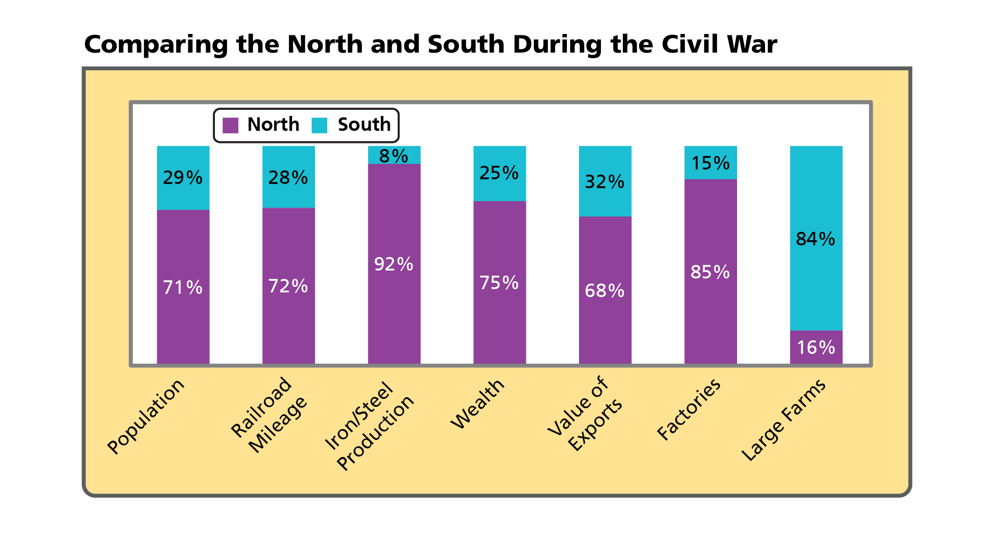 Comparing the North and South During the Civil War
North South
29% 28% 8% 25% 32% 15% 84%
71% 72% 92% 75% 68% 85% 16%
Population
Railroad
Mileage
Iron/Steel
Production
Wealth
Value of
Exports
Factories
Large Farms